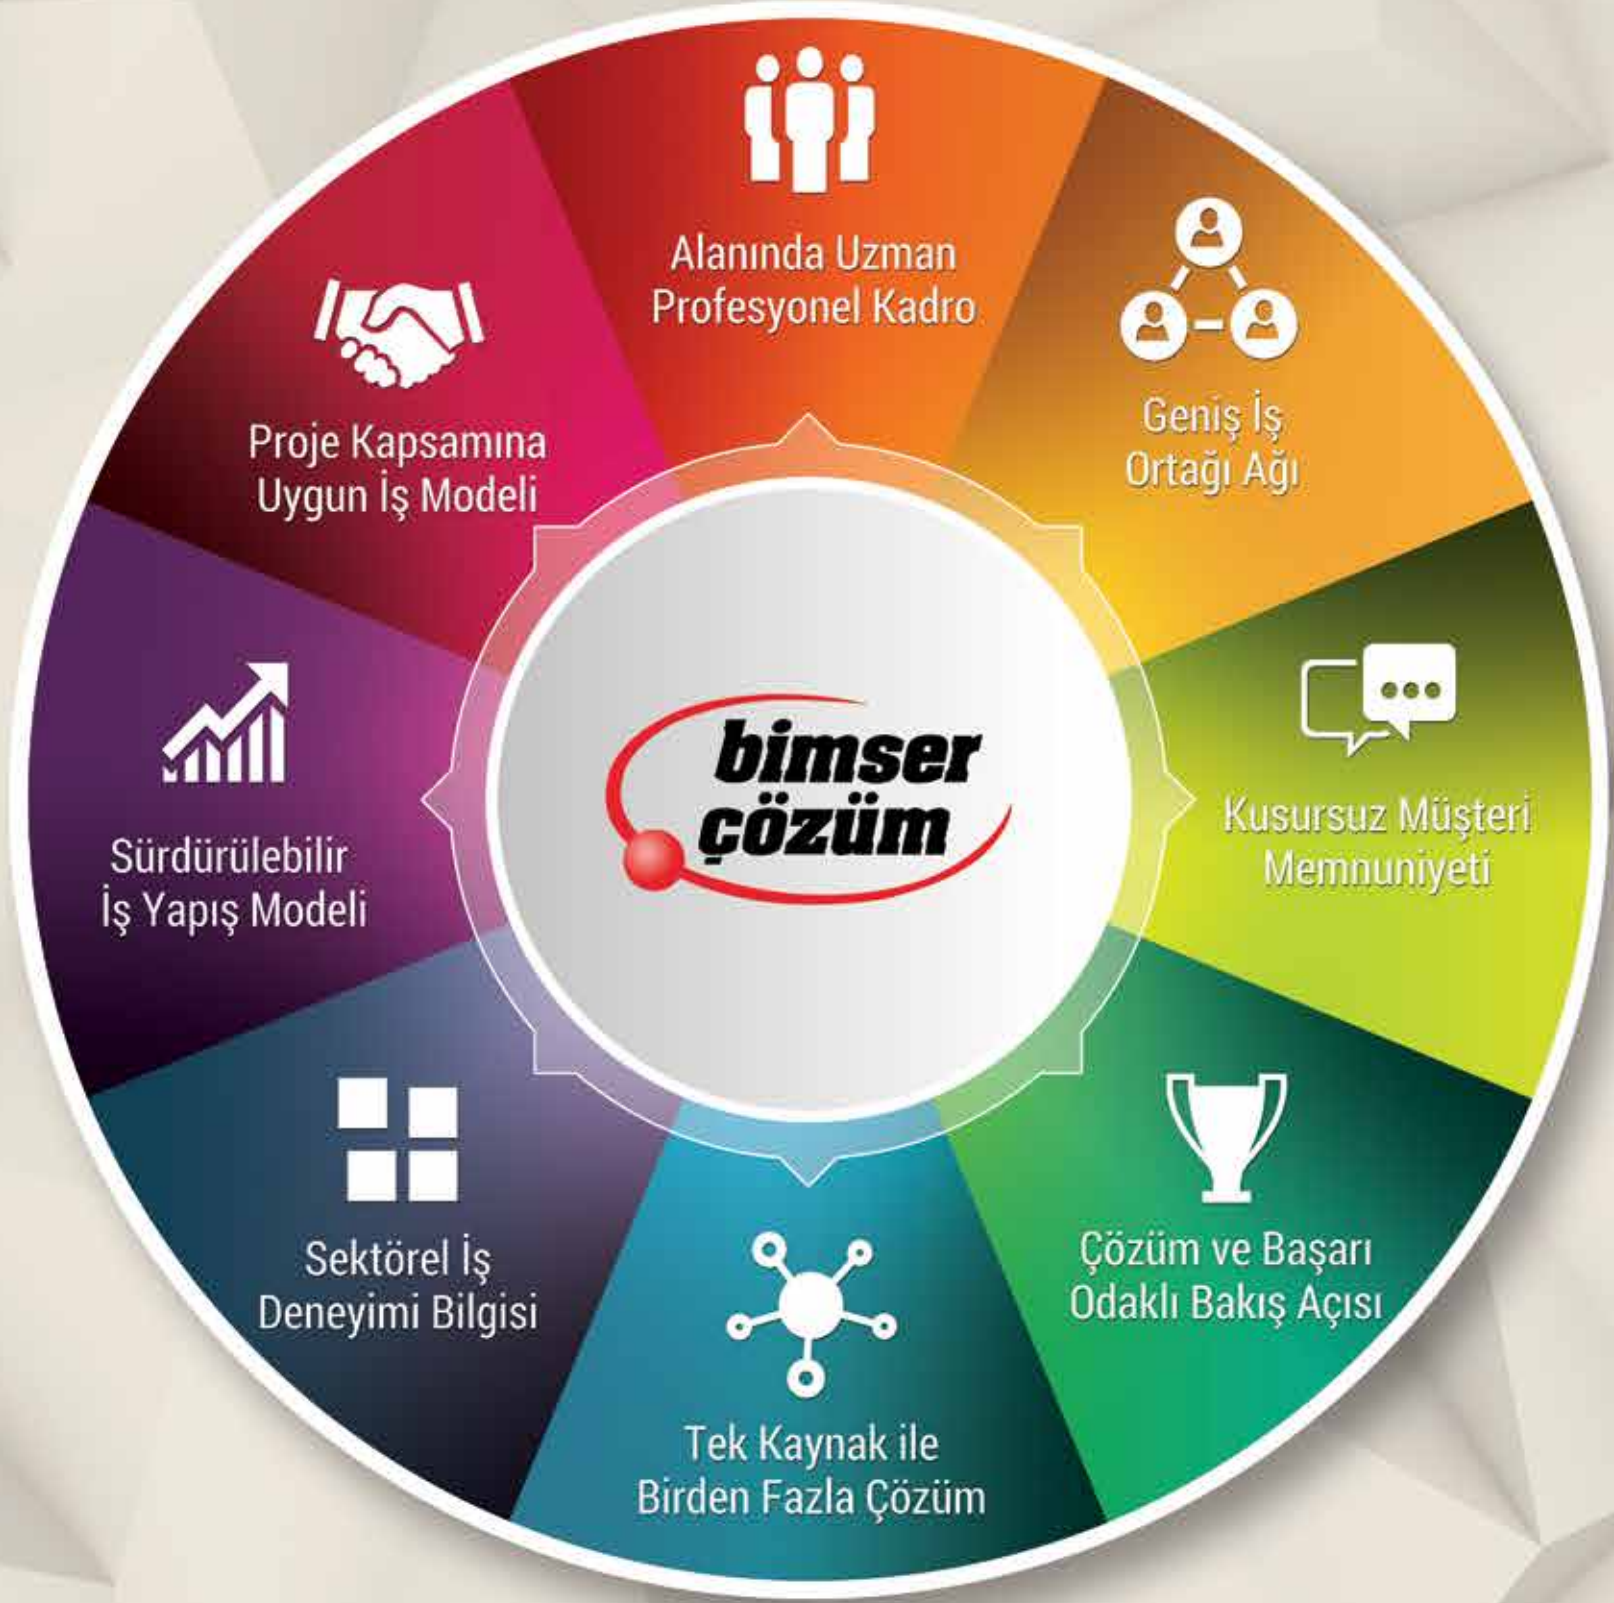 Alanında Uzman
Profesyonel Kadro
Geniş İş
Ortağı Ağı
Kusursuz Müşteri
Memnuniyeti
Çözüm ve Başarı
Odaklı Bakış Açısı
Tek Kaynak ile
Birden Fazla Çözüm
Sektörel İş
Deneyimi Bilgisi
Sürdürülebilir
İş Yapış Modeli
Proje Kapsamına
Uygun İş Modeli
bimser
çözüm